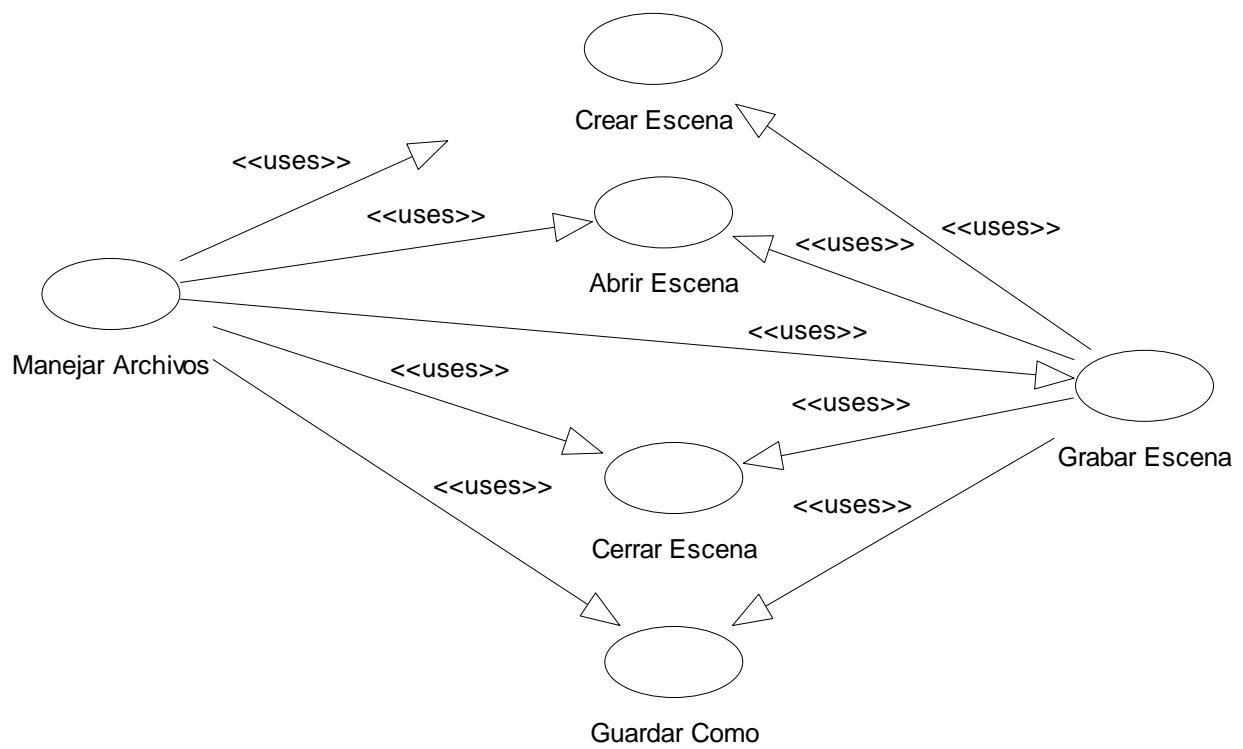 Crear Escena
<<uses>>
<<uses>>
<<uses>>
<<uses>>
Abrir Escena
<<uses>>
Manejar Archivos
<<uses>>
<<uses>>
Grabar Escena
<<uses>>
<<uses>>
Cerrar Escena
Guardar Como